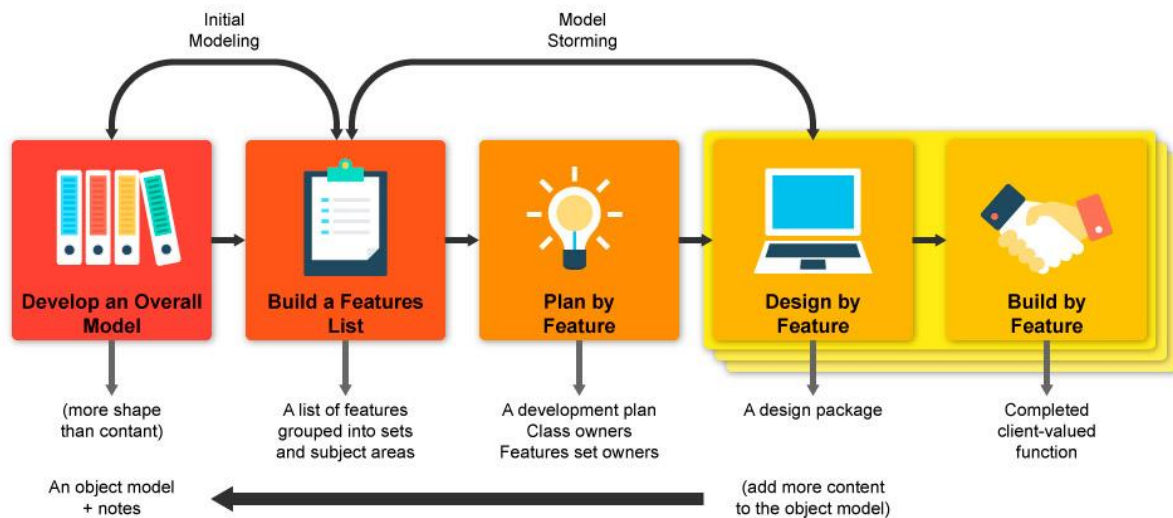 Initial
Modeling
Model
Storming
Develop an Overall
Model
Build a Features
List
Plan by
Feature
Design by
Feature
Build by
Feature
(more shape
than contant)
A list of features
grouped into sets
and subject areas
A development plan
Class owners
Features set owners
A design package
Completed
client-valued
function
An object model
+ notes
(add more content
to the object model)